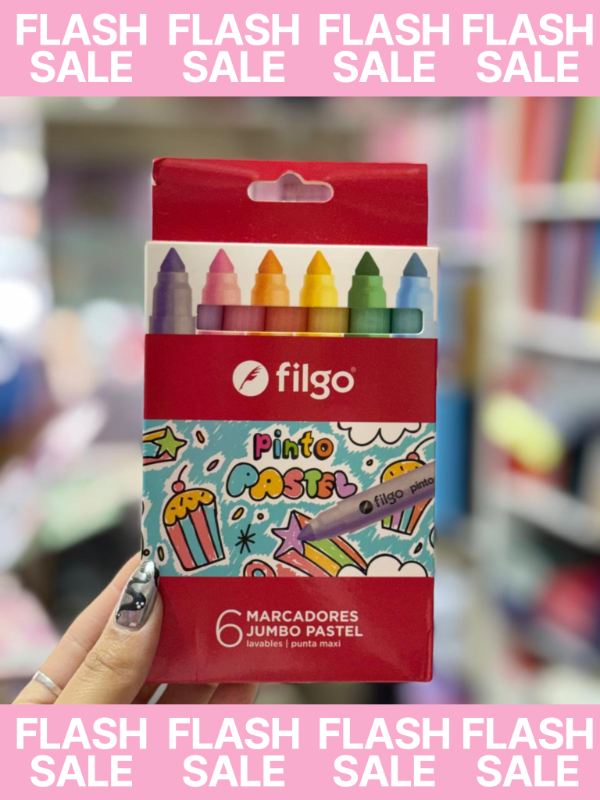 FLASH FLASH FLASH FLASH
SALE SALE SALE SALE
filgo
pinto
PASTEL
filgo pinto
6 MARCADORES
JUMBO PASTEL
lavables | punta maxi
FLASH FLASH FLASH FLASH
SALE SALE SALE SALE